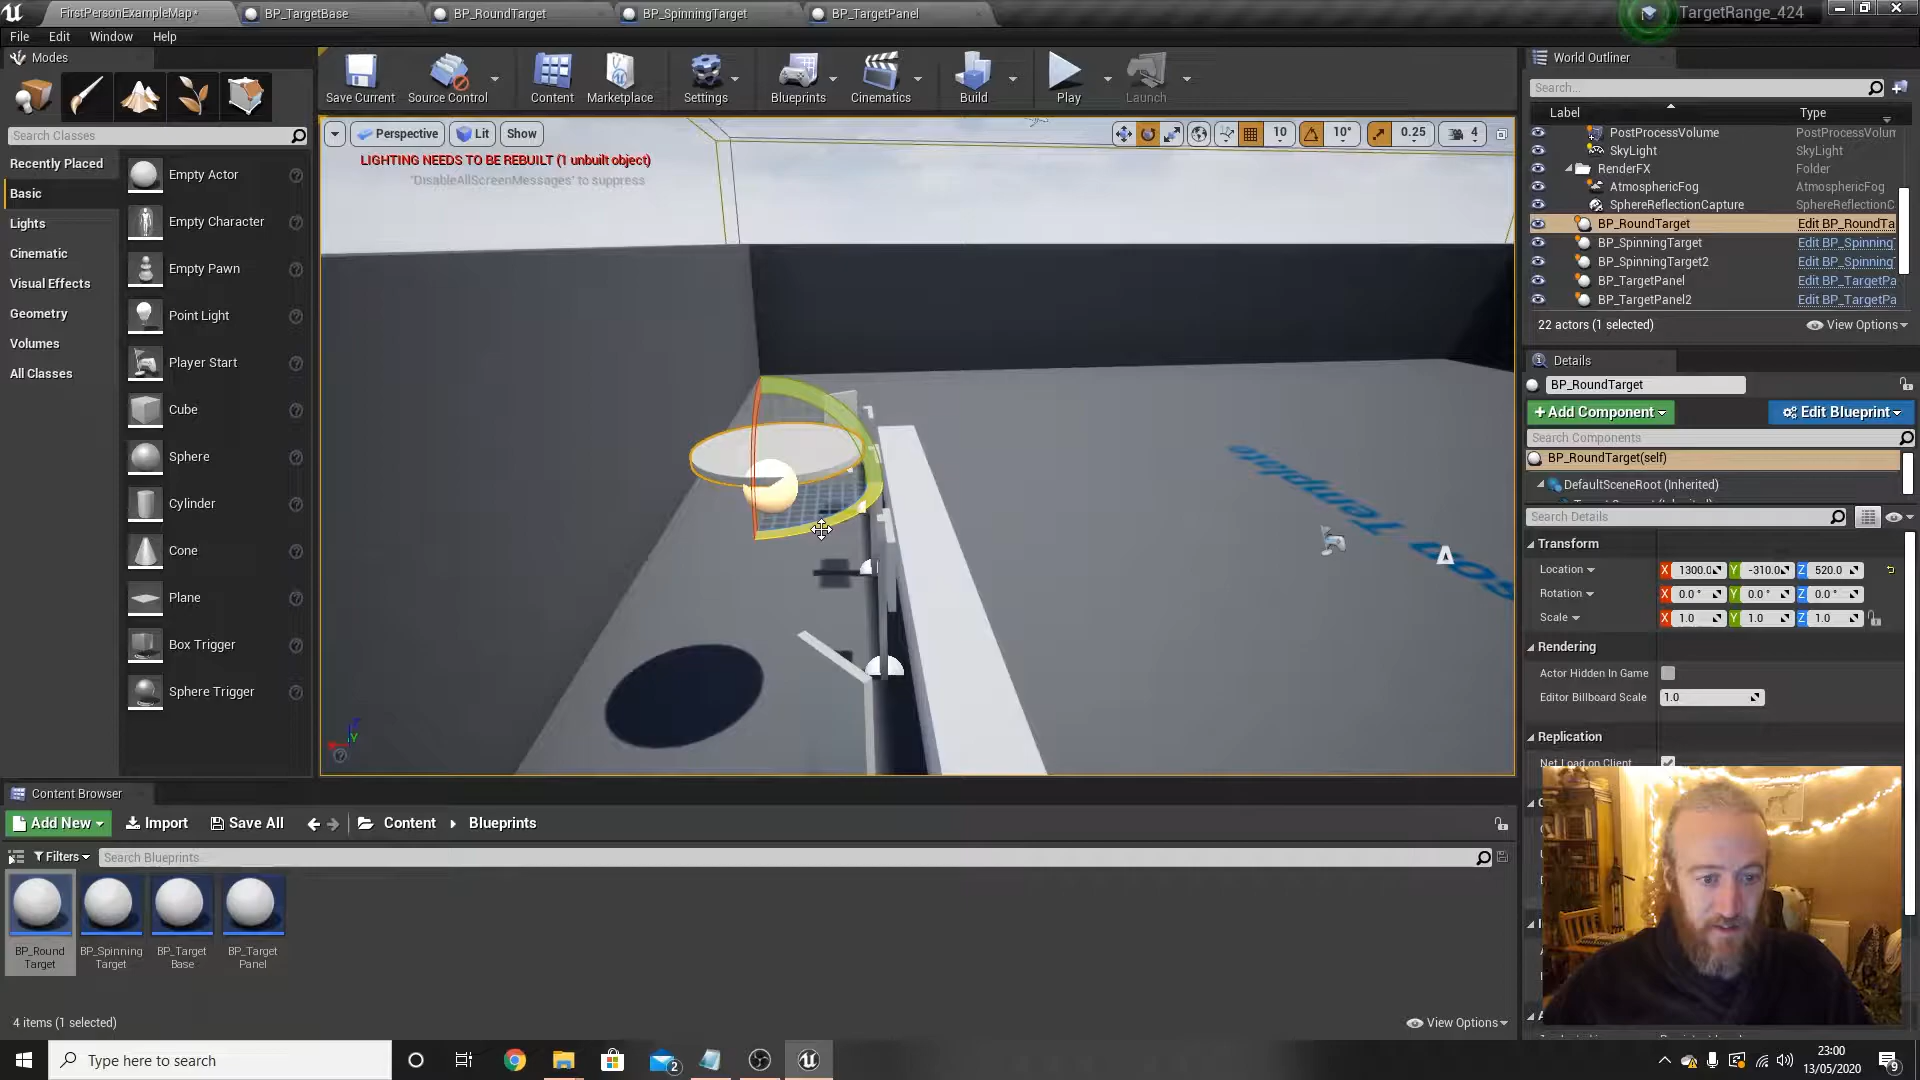 FirstPersonExampleMap*
BP_TargetBase
BP_RoundTarget
BP_SpinningTarget
BP_TargetPanel
TargetRange_424
File
Edit
Window
Help
Modes
Search Classes
Recently Placed
Basic
Lights
Cinematic
Visual Effects
Geometry
Volumes
All Classes
Empty Actor
Empty Character
Empty Pawn
Point Light
Player Start
Cube
Sphere
Cylinder
Cone
Plane
Box Trigger
Sphere Trigger
Save Current
Source Control
Content
Marketplace
Settings
Blueprints
Cinematics
Build
Play
Launch
Perspective
Lit
Show
10
10°
0.25
4
LIGHTING NEEDS TO BE REBUILT (1 unbuilt object)
'DisableAllScreenMessages' to suppress
Template
World Outliner
Search...
Label
Type
PostProcessVolume
PostProcessVolum
SkyLight
SkyLight
RenderFX
Folder
AtmosphericFog
AtmosphericFog
SphereReflectionCapture
SphereReflectionC
BP_RoundTarget
Edit BP_RoundTa
BP_SpinningTarget
Edit BP_Spinning
BP_SpinningTarget2
Edit BP_Spinning
BP_TargetPanel
Edit BP_TargetPa
BP_TargetPanel2
Edit BP_TargetPa
22 actors (1 selected)
View Options
Details
BP_RoundTarget
+Add Component
Edit Blueprint
Search Components
BP_RoundTarget(self)
DefaultSceneRoot (Inherited)
Search Details
Transform
Location
X 1300.0
Y -310.0
Z 520.0
Rotation
X 0.0 °
Y 0.0 °
Z 0.0 °
Scale
X 1.0
Y 1.0
Z 1.0
Rendering
Actor Hidden In Game
Editor Billboard Scale
1.0
Replication
Net Load on Client
Content Browser
Add New
Import
Save All
Content
Blueprints
Filters
Search Blueprints
BP_Round
Target
BP_Spinning
Target
BP_Target
Base
BP_Target
Panel
4 items (1 selected)
View Options
Type here to search
2
23:00
13/05/2020
9